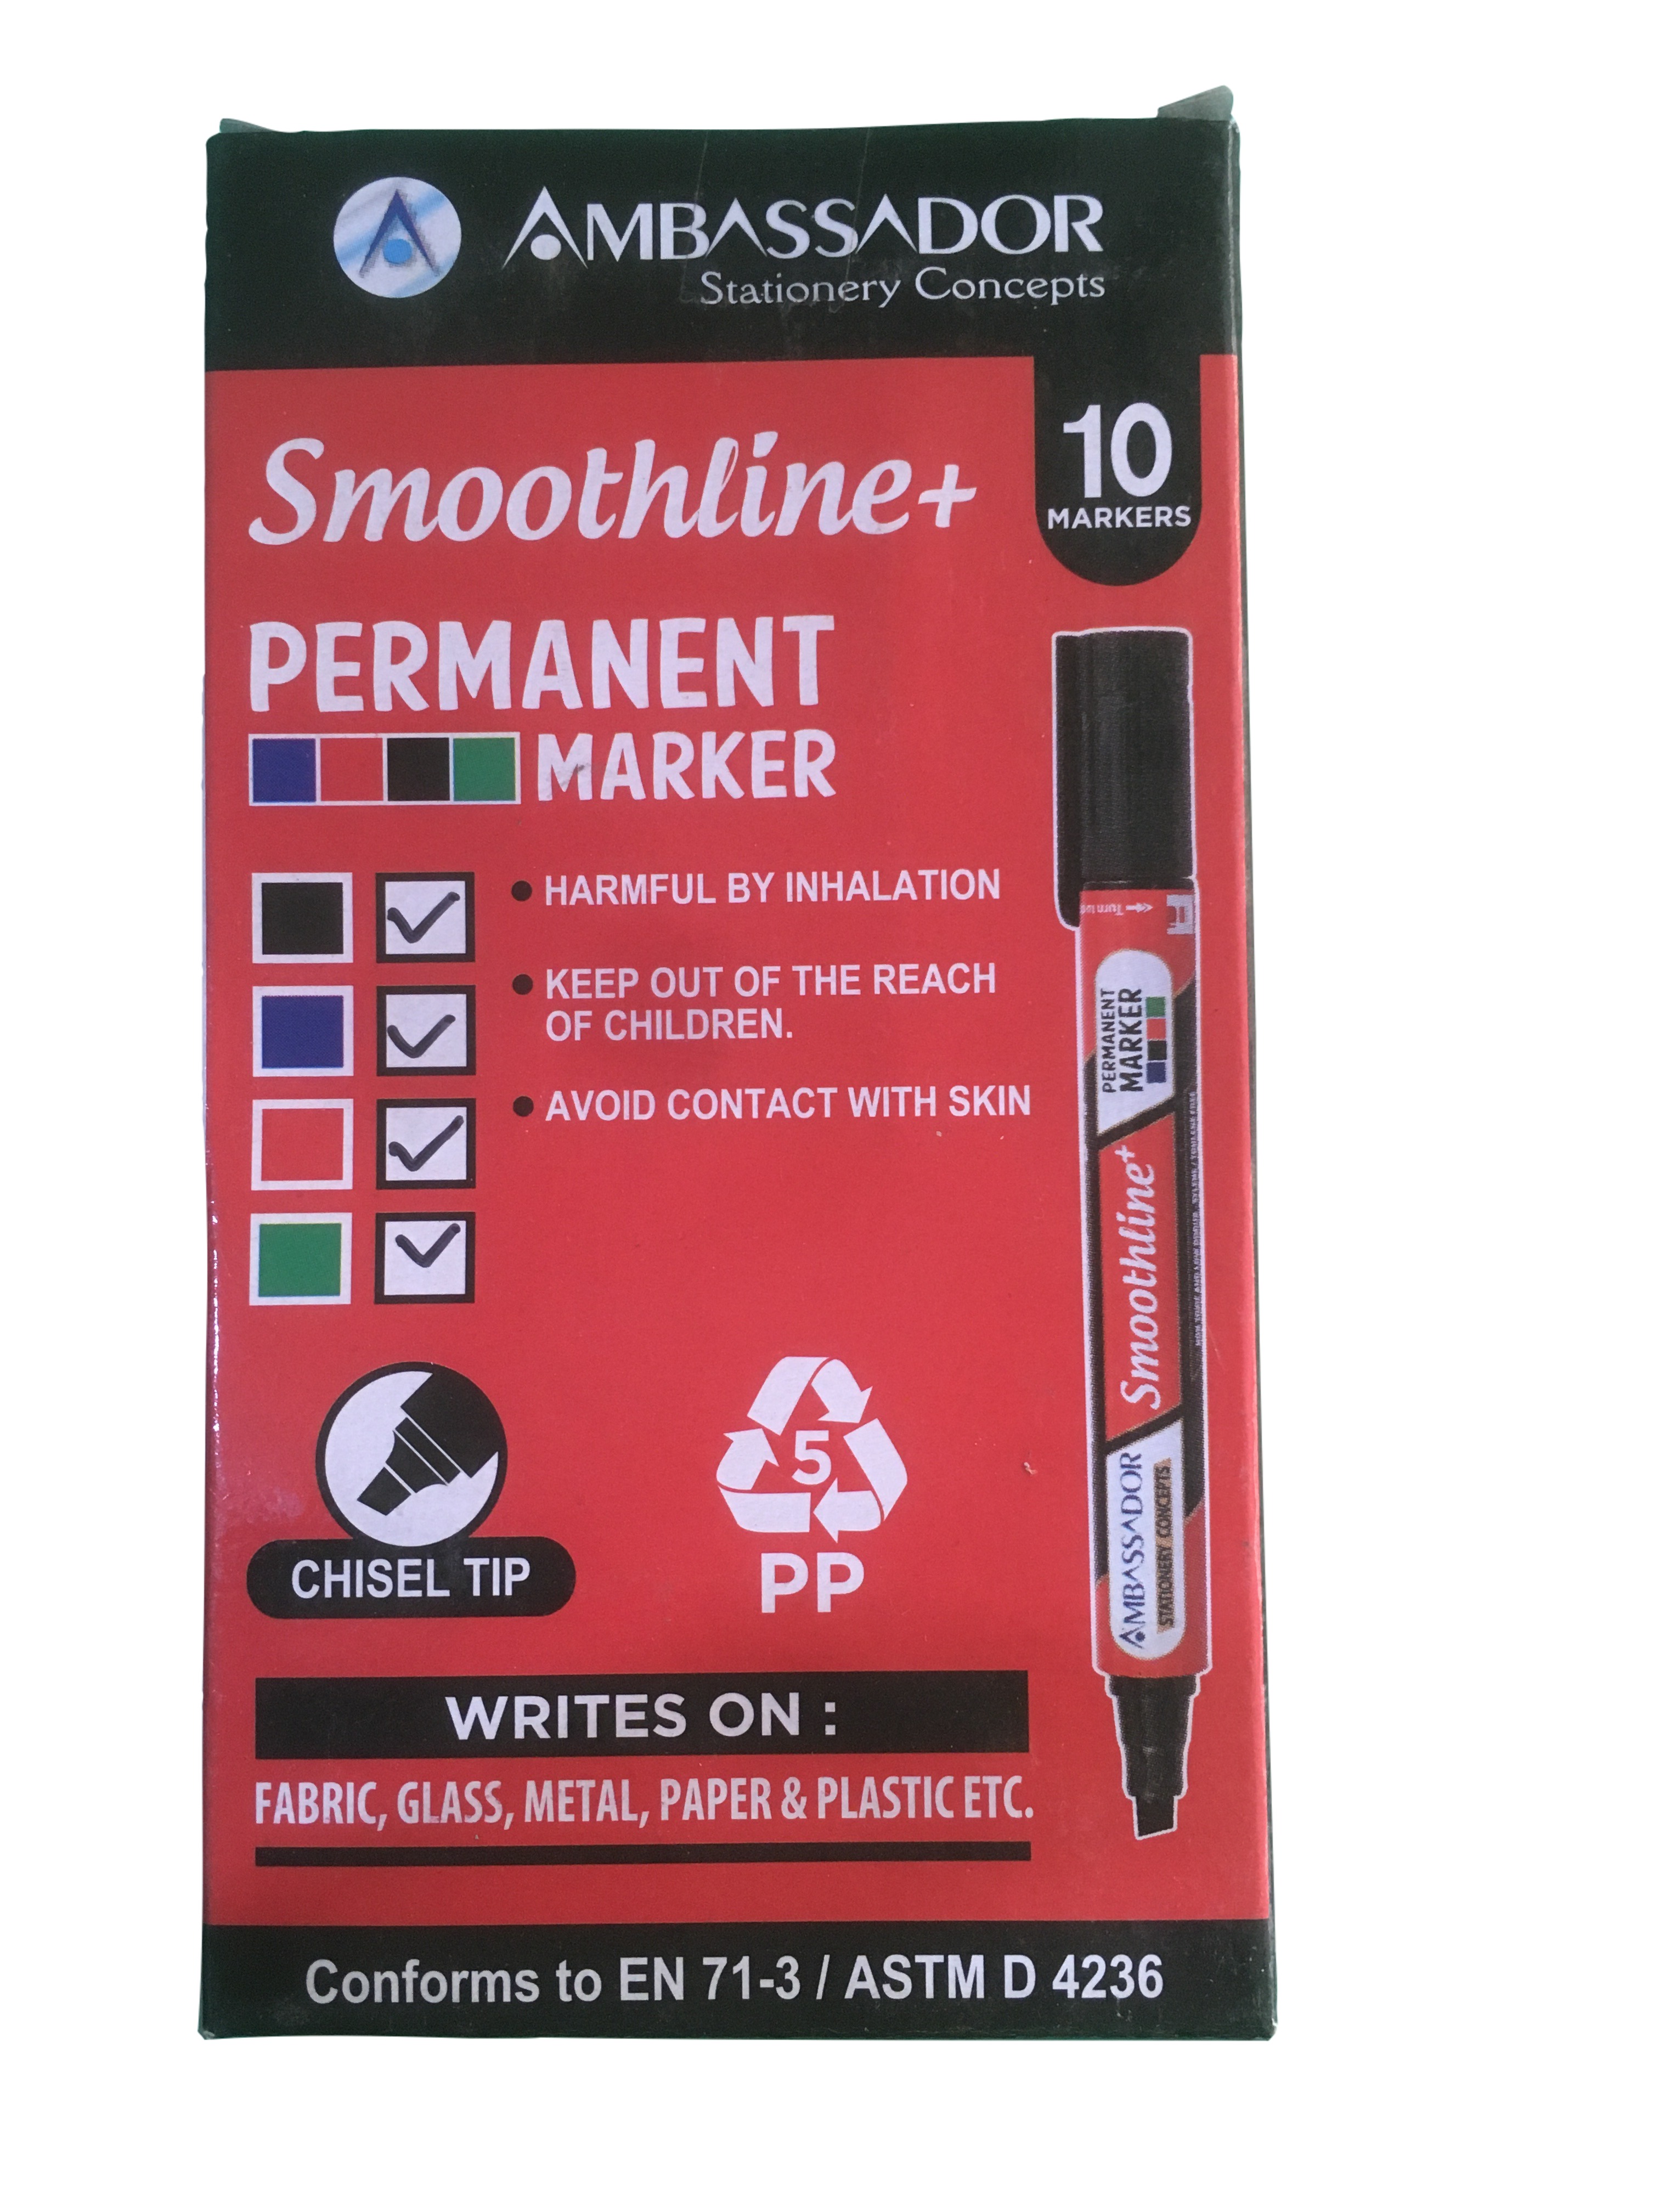 AMBASSADOR
Stationery Concepts
10
MARKERS
Smoothline+
PERMANENT
MARKER
HARMFUL BY INHALATION
KEEP OUT OF THE REACH
OF CHILDREN.
AVOID CONTACT WITH SKIN
PERMANENT
MARKER
Smoothline+
AMBASSADOR
STATIONERY CONCEPTS
5
PP
CHISEL TIP
WRITES ON :
FABRIC, GLASS, METAL, PAPER & PLASTIC ETC.
Conforms to EN 71-3 / ASTM D 4236